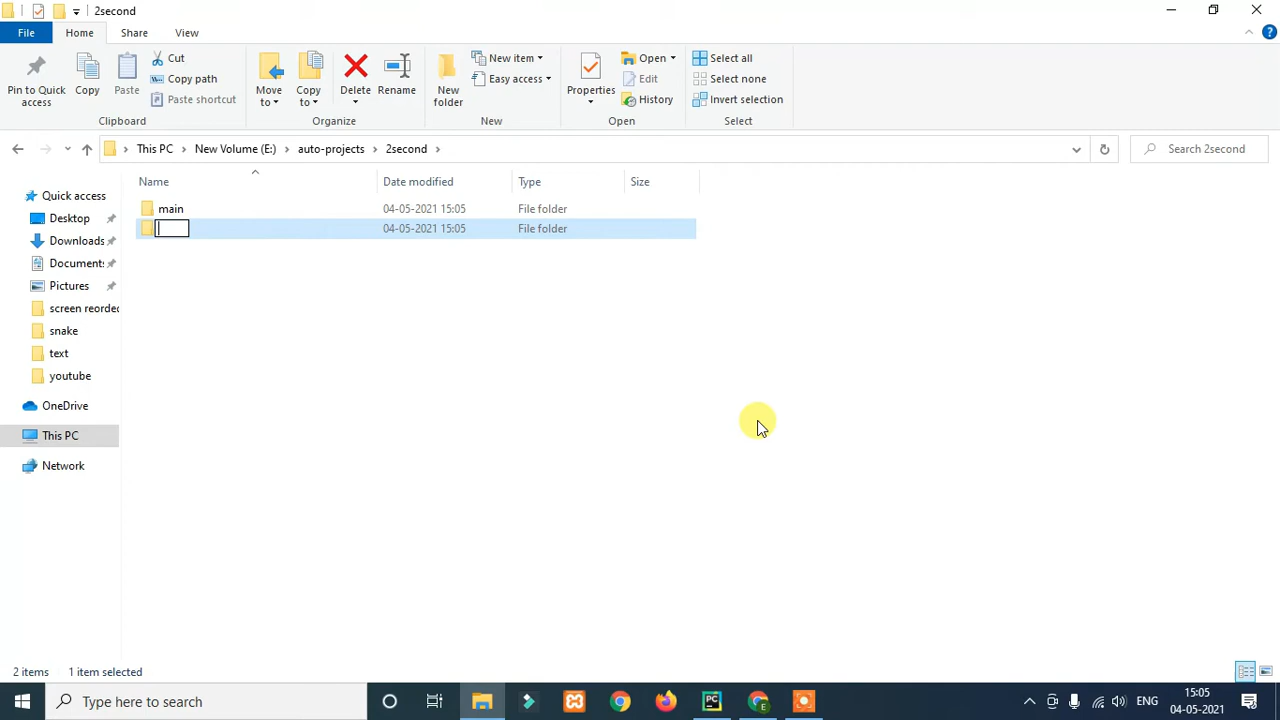 2second
File Home Share View
Pin to Quick access
Copy
Paste
Cut
Copy path
Paste shortcut
Clipboard
Move to
Copy to
Delete
Rename
Organize
New folder
New item
Easy access
New
Properties
Open
Edit
History
Open
Select all
Select none
Invert selection
Select
This PC New Volume (E:) auto-projects 2second
Search 2second
Name Date modified Type Size
main 04-05-2021 15:05 File folder
04-05-2021 15:05 File folder
Quick access
Desktop
Downloads
Document
Pictures
screen reorded
snake
text
youtube
OneDrive
This PC
Network
2 items 1 item selected
Type here to search
PC
E
ENG
15:05
04-05-2021